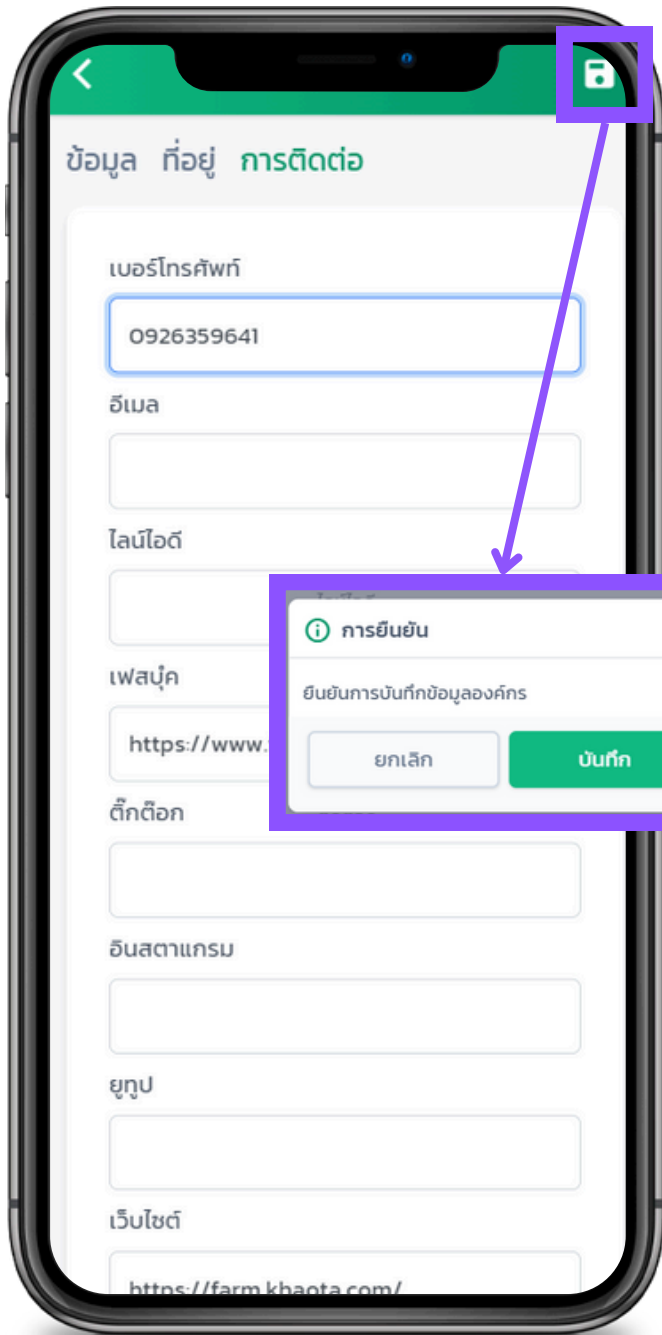 ข้อมูล ที่อยู่ การติดต่อ
เบอร์โทรศัพท์
0926359641
อีเมล
ไลน์ไอดี
การยืนยัน
เฟสบุ๋ค
ยืนยันการบันทึกข้อมูลองค์กร
https://www.
ยกเลิก บันทึก
ติ๊กต๊อก
อินสตาแกรม
ยูทูป
เว็บไซต์
https://farm.khaota.com/